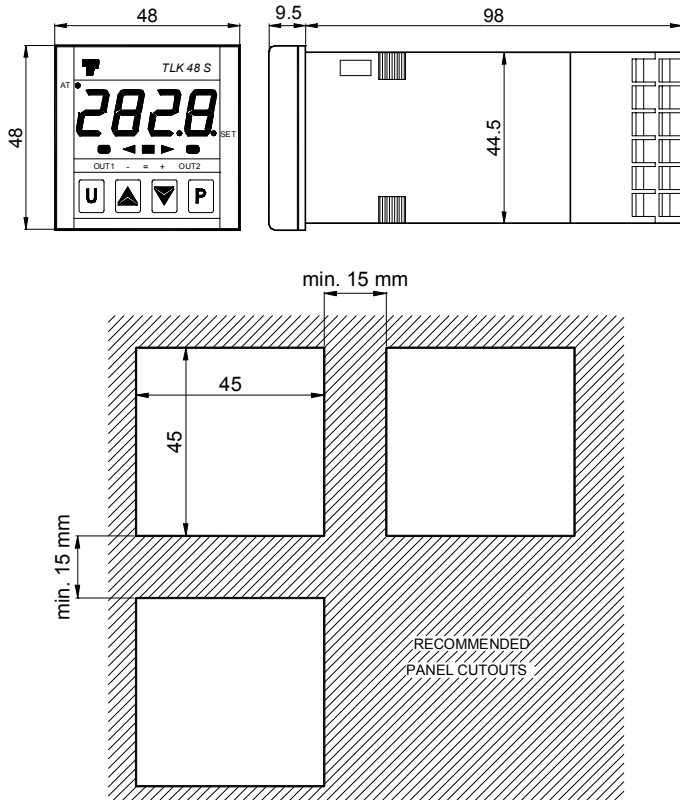 48
9.5
98
48
TLK 48 S
AT
282.8
SET
OUT1 - = + OUT2
U P
44.5
min. 15 mm
45
45
min. 15 mm
RECOMMENDED
PANEL CUTOUTS